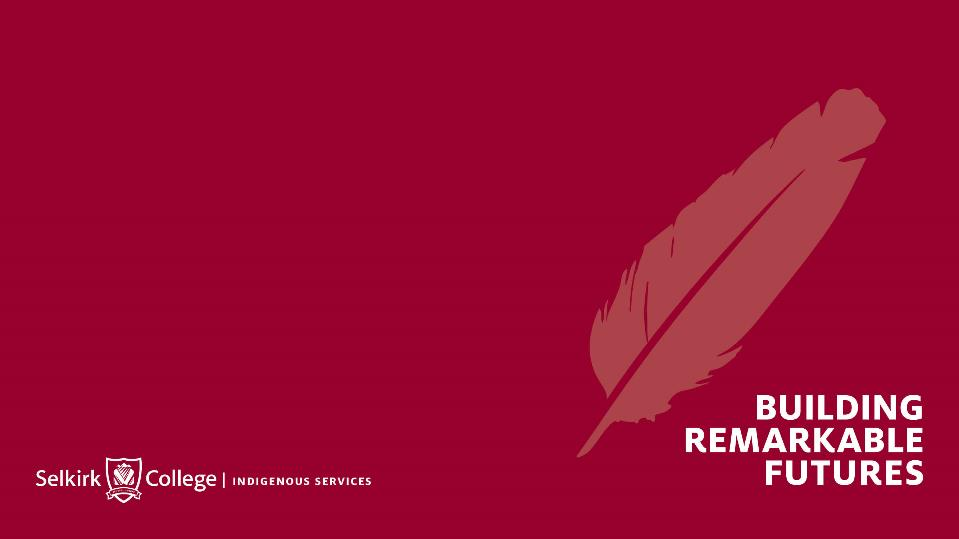 BUILDING
REMARKABLE
FUTURES
Selkirk College | INDIGENOUS SERVICES